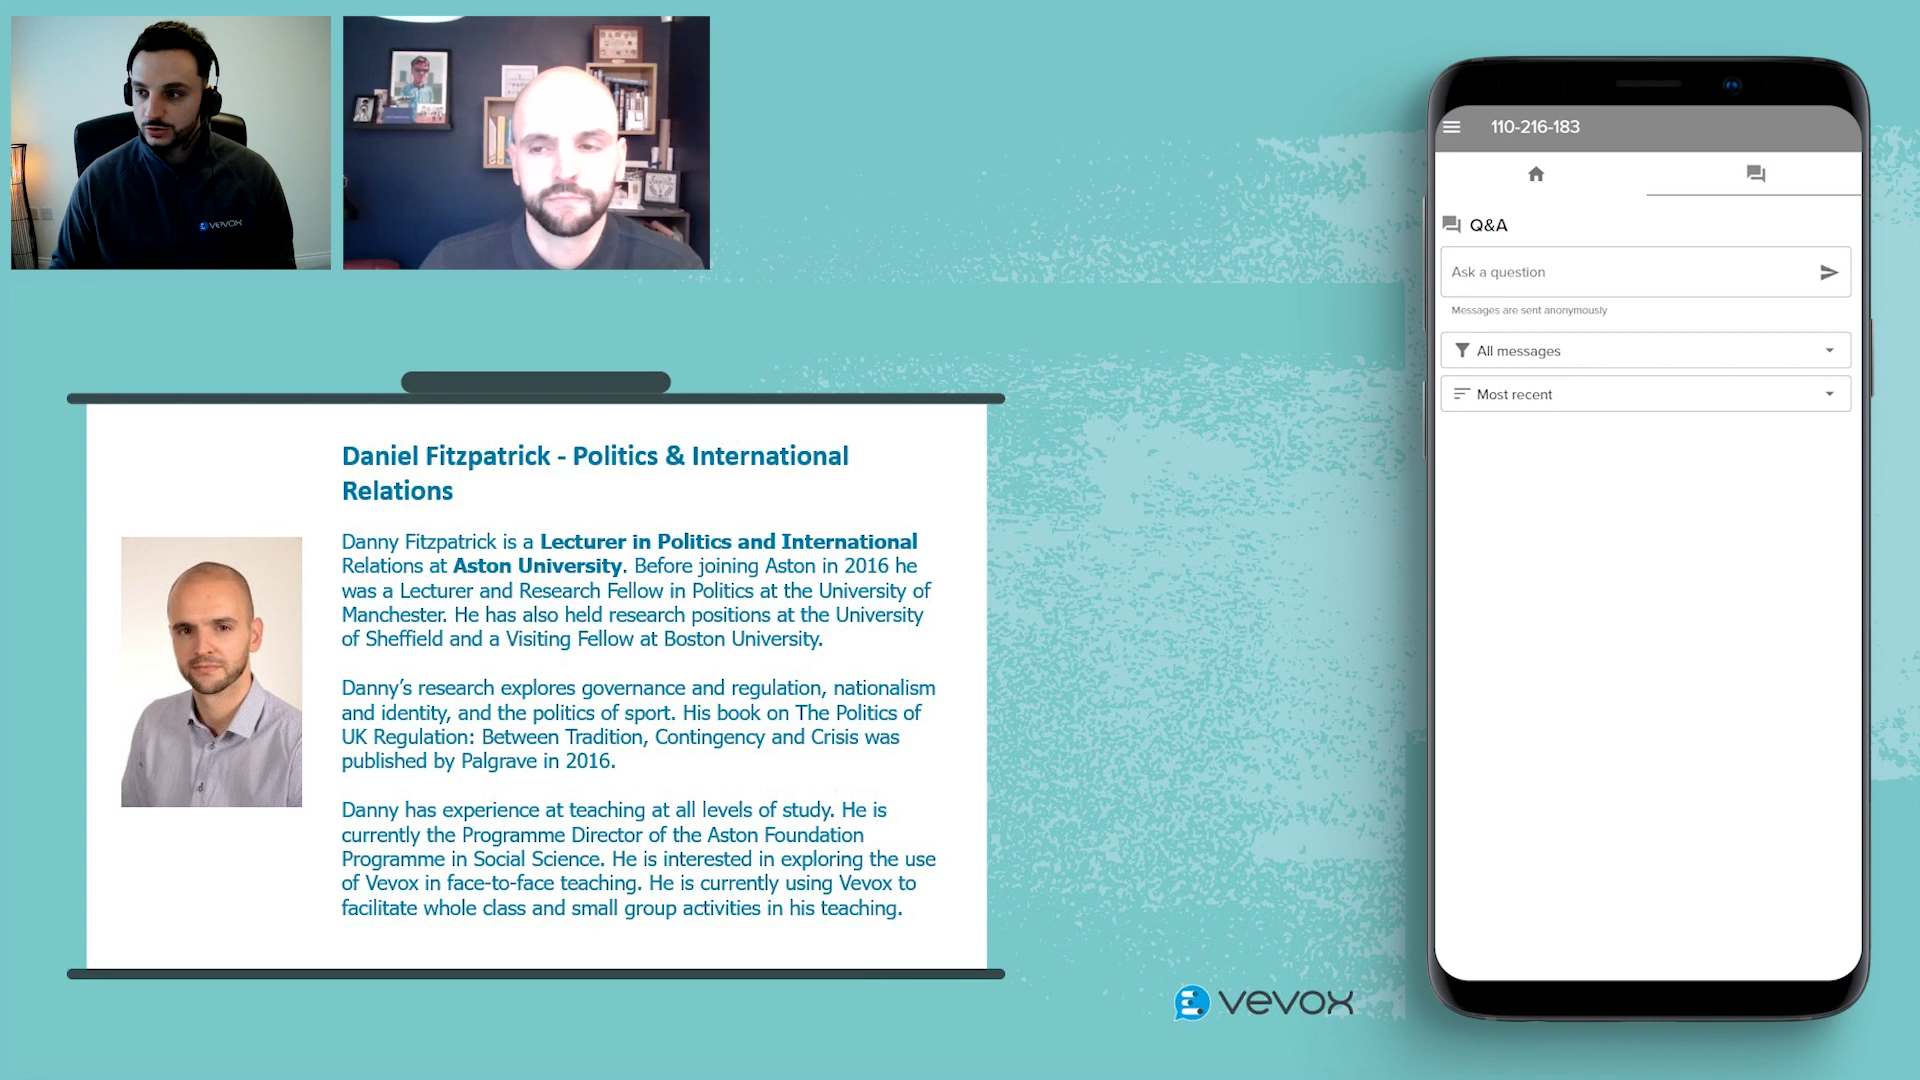 vevox
Daniel Fitzpatrick - Politics & International
Relations
Danny Fitzpatrick is a Lecturer in Politics and International
Relations at Aston University. Before joining Aston in 2016 he
was a Lecturer and Research Fellow in Politics at the University of
Manchester. He has also held research positions at the University
of Sheffield and a Visiting Fellow at Boston University.
Danny’s research explores governance and regulation, nationalism
and identity, and the politics of sport. His book on The Politics of
UK Regulation: Between Tradition, Contingency and Crisis was
published by Palgrave in 2016.
Danny has experience at teaching at all levels of study. He is
currently the Programme Director of the Aston Foundation
Programme in Social Science. He is interested in exploring the use
of Vevox in face-to-face teaching. He is currently using Vevox to
facilitate whole class and small group activities in his teaching.
vevox
110-216-183
Q&A
Ask a question
Messages are sent anonymously
All messages
Most recent